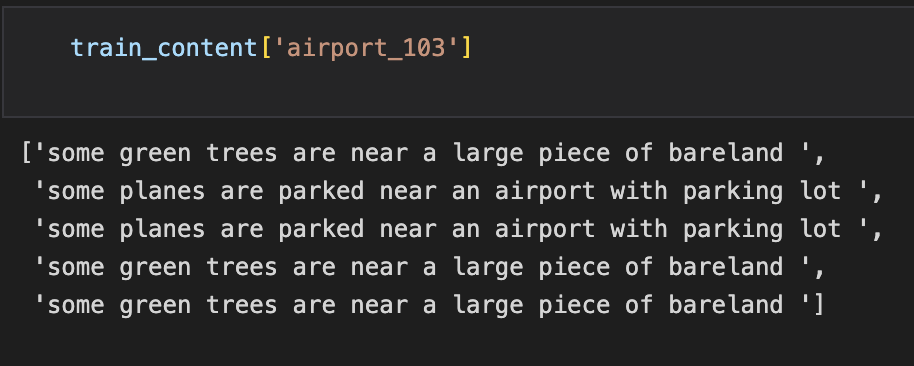 train_content['airport_103']
['some green trees are near a large piece of bareland ',
'some planes are parked near an airport with parking lot ',
'some planes are parked near an airport with parking lot ',
'some green trees are near a large piece of bareland ',
'some green trees are near a large piece of bareland ']